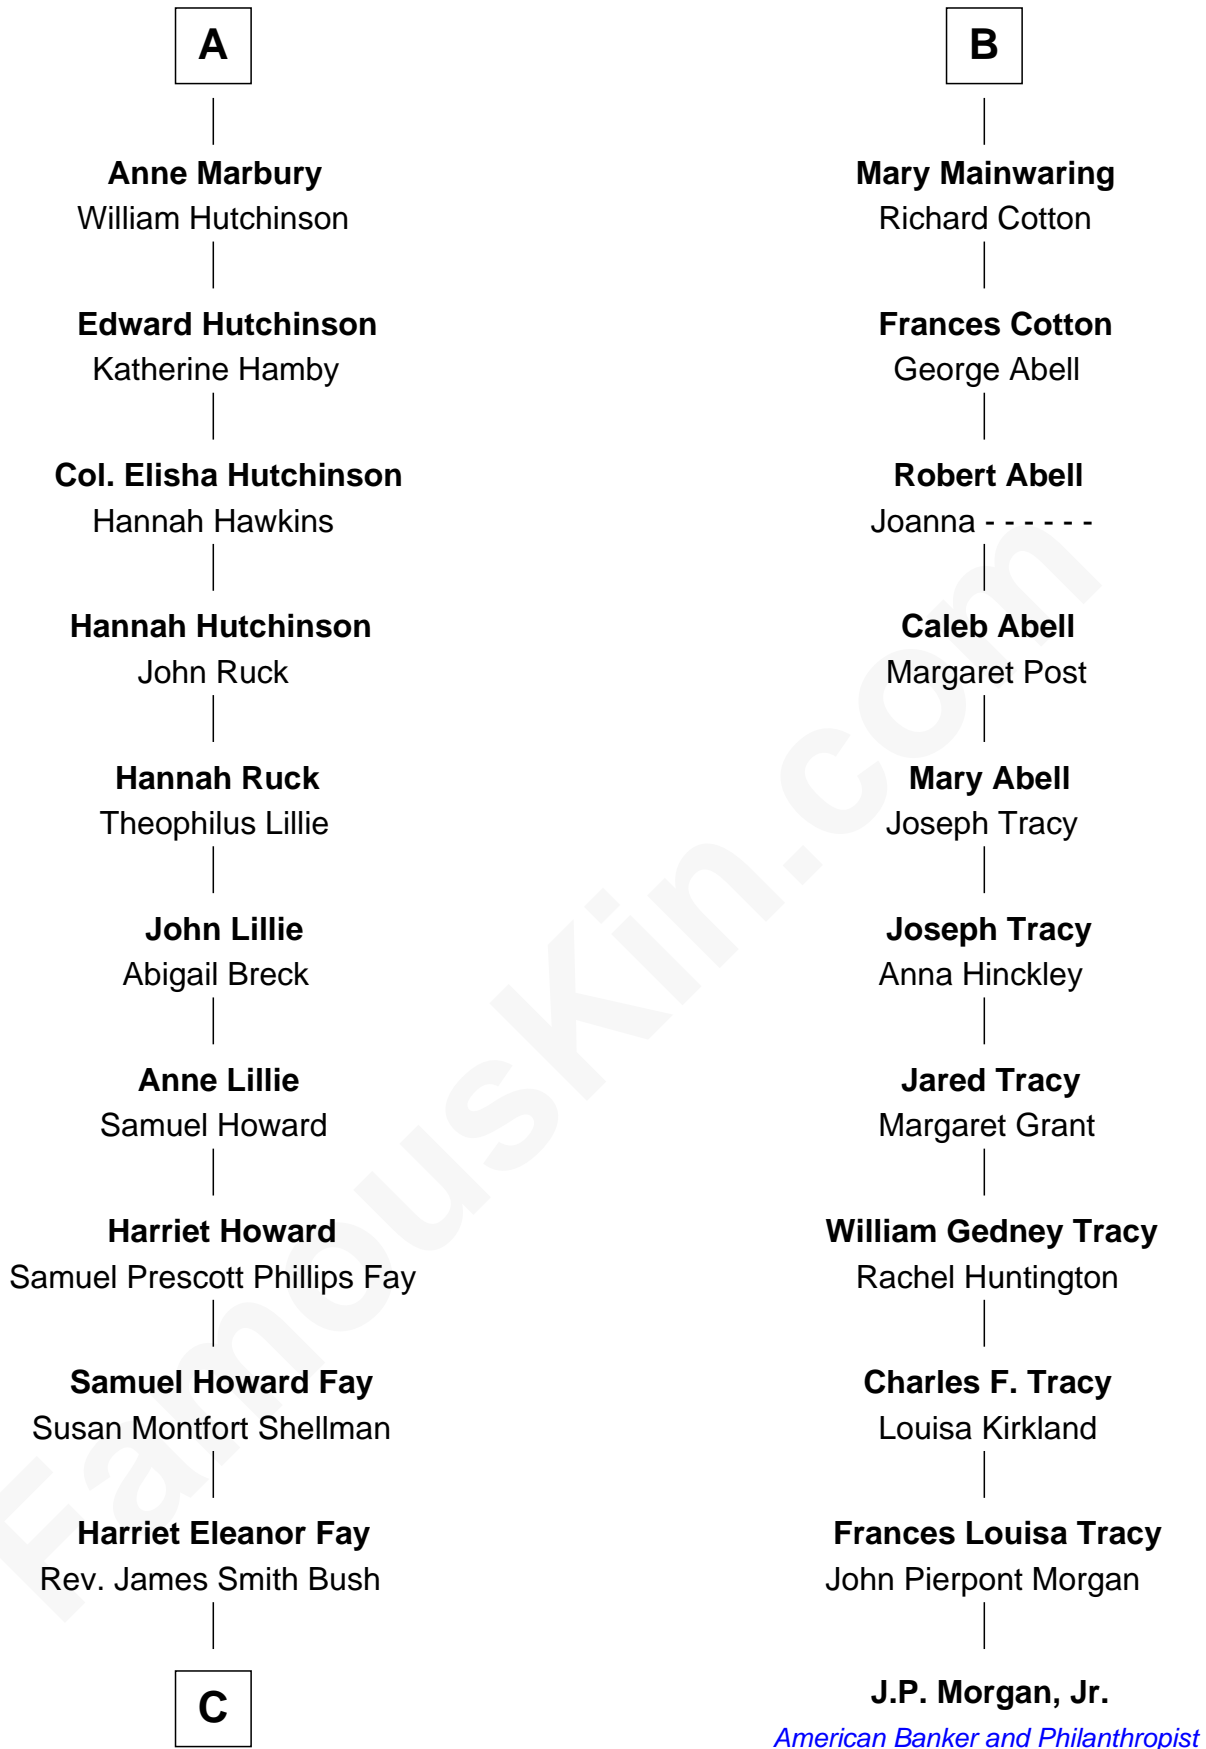 A
Anne Marbury
William Hutchinson
Edward Hutchinson
Katherine Hamby
Col. Elisha Hutchinson
Hannah Hawkins
Hannah Hutchinson
John Ruck
Hannah Ruck
Theophilus Lillie
John Lillie
Abigail Breck
Anne Lillie
Samuel Howard
Harriet Howard
Samuel Prescott Phillips Fay
Samuel Howard Fay
Susan Montfort Shellman
Harriet Eleanor Fay
Rev. James Smith Bush
C
B
Mary Mainwaring
Richard Cotton
Frances Cotton
George Abell
Robert Abell
Joanna - - - - - -
Caleb Abell
Margaret Post
Mary Abell
Joseph Tracy
Joseph Tracy
Anna Hinckley
Jared Tracy
Margaret Grant
William Gedney Tracy
Rachel Huntington
Charles F. Tracy
Louisa Kirkland
Frances Louisa Tracy
John Pierpont Morgan
J.P. Morgan, Jr.
American Banker and Philanthropist
FamousKin.com